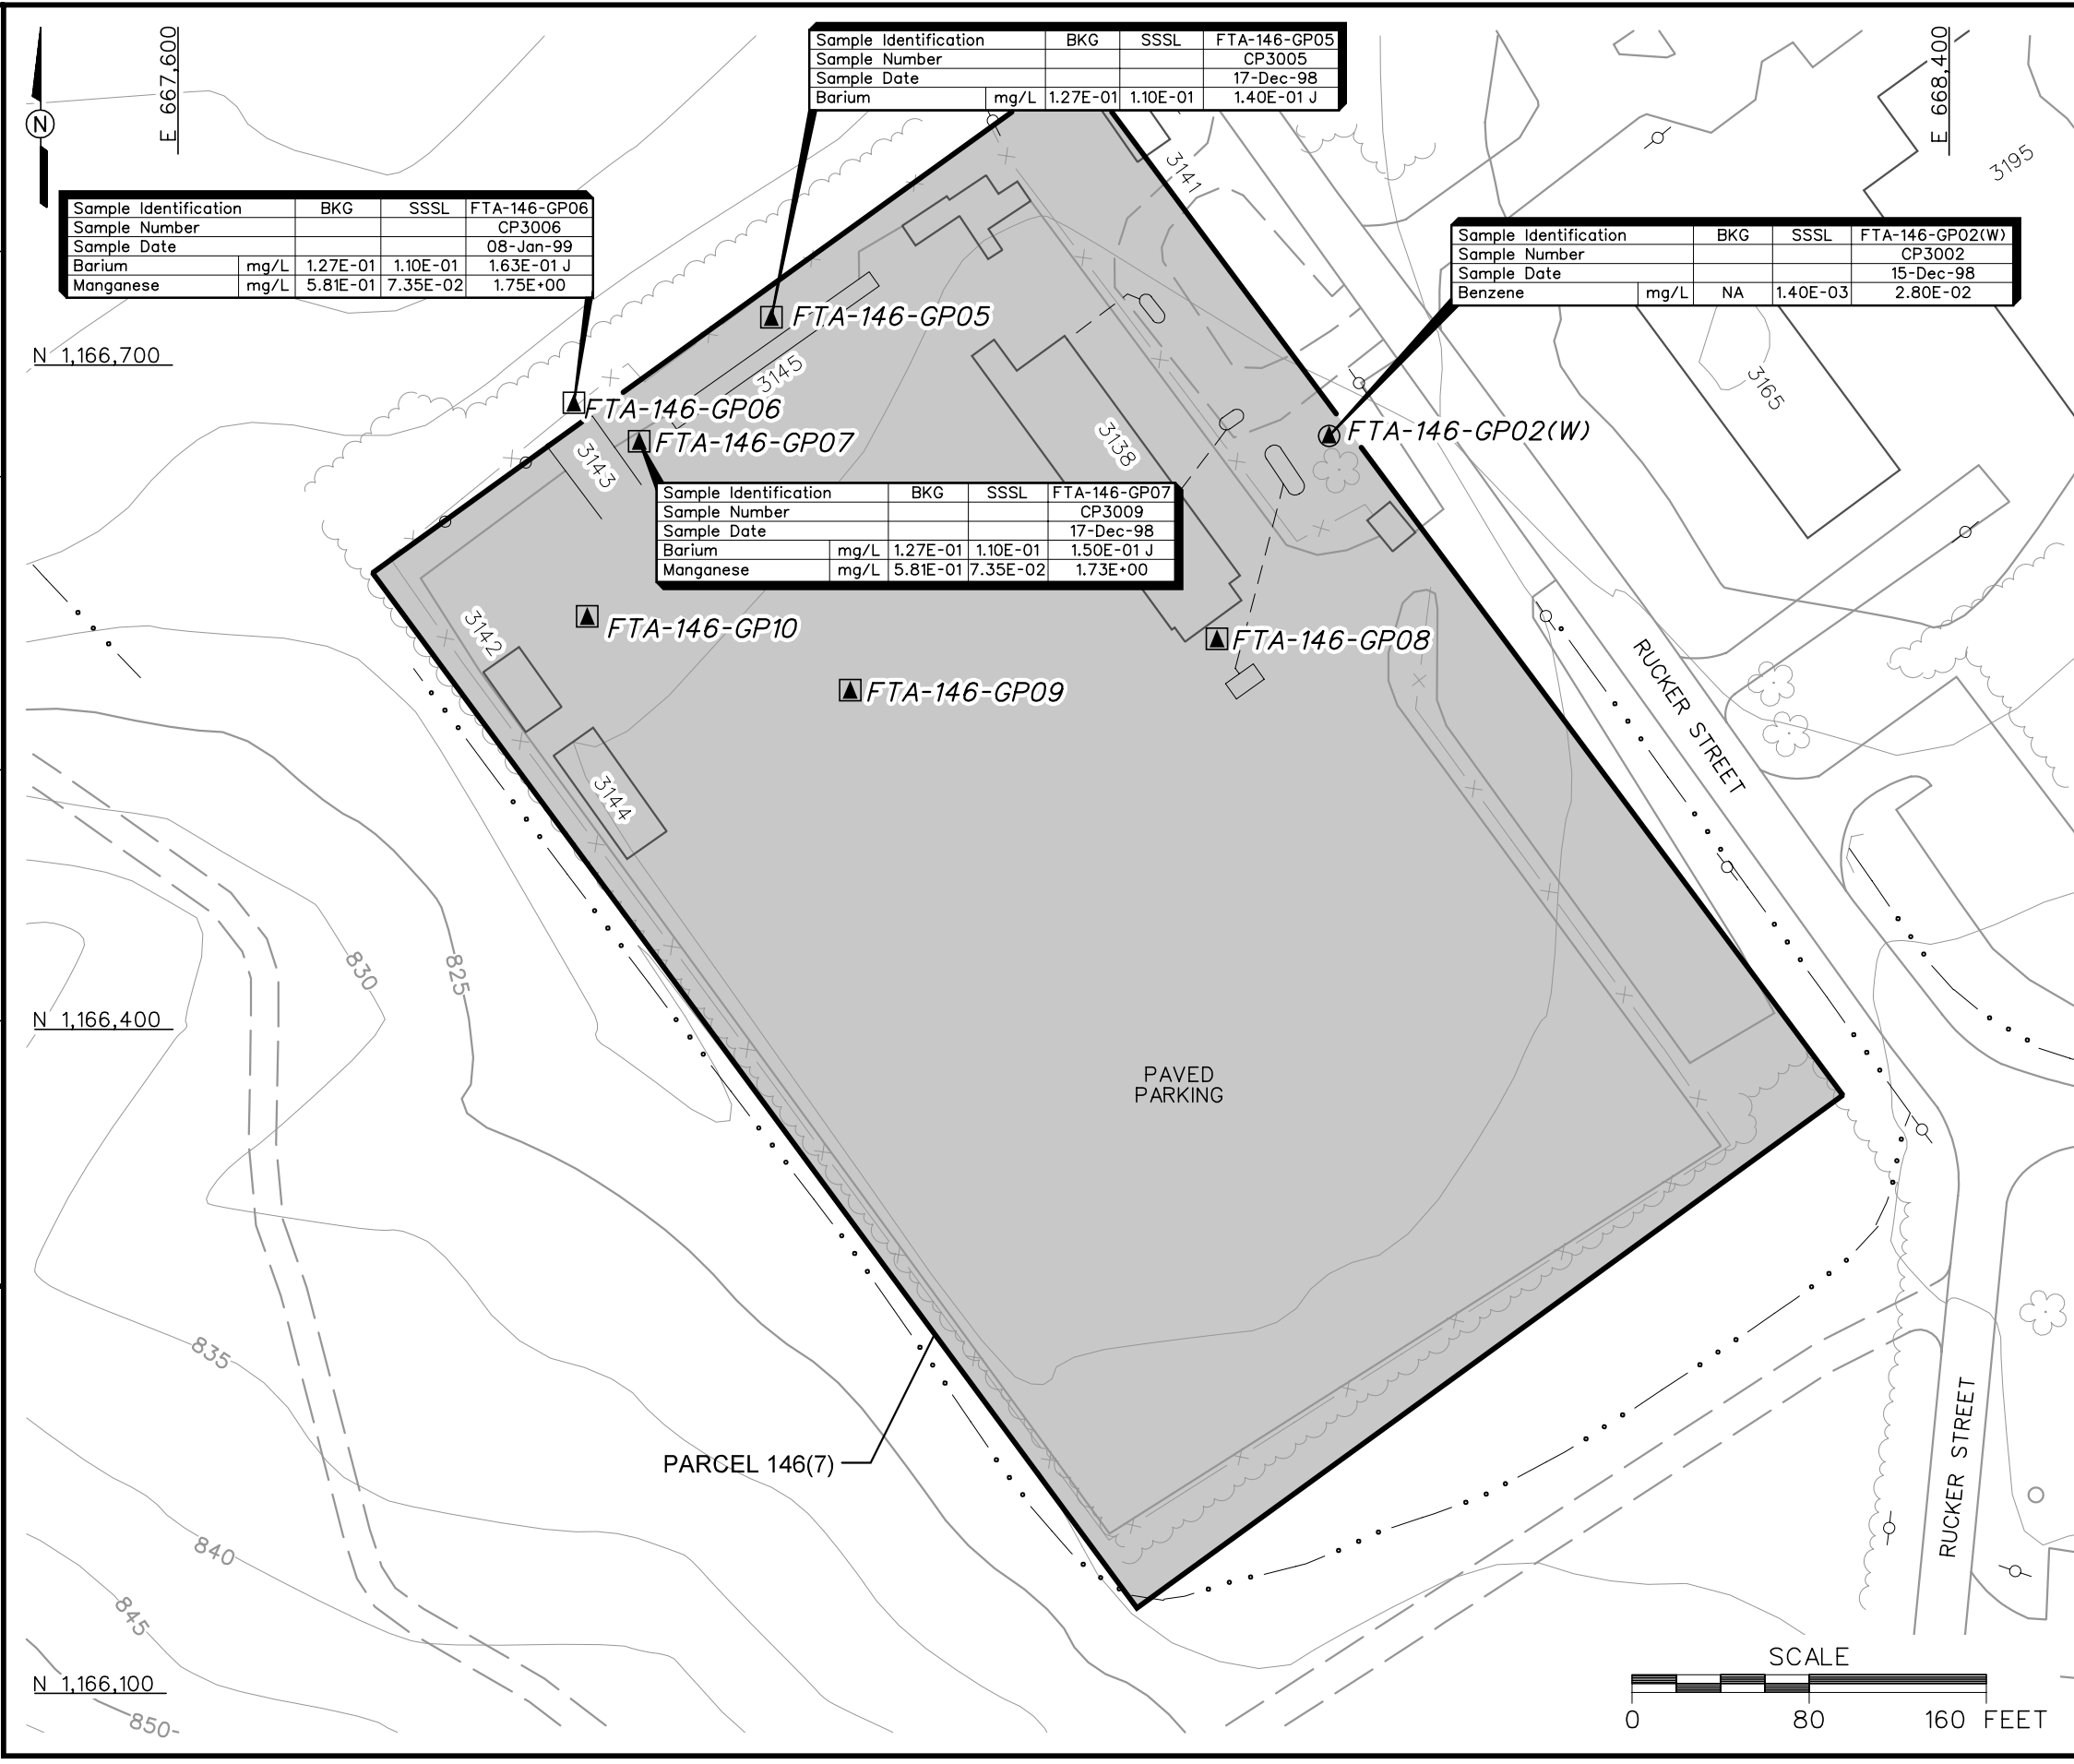 E 667,600
E 668,400
N
Sample Identification BKG SSSL FTA-146-GP05
Sample Number CP3005
Sample Date 17-Dec-98
Barium mg/L 1.27E-01 1.10E-01 1.40E-01 J
Sample Identification BKG SSSL FTA-146-GP06
Sample Number CP3006
Sample Date 08-Jan-99
Barium mg/L 1.27E-01 1.10E-01 1.63E-01 J
Manganese mg/L 5.81E-01 7.35E-02 1.75E+00
Sample Identification BKG SSSL FTA-146-GP02(W)
Sample Number CP3002
Sample Date 15-Dec-98
Benzene mg/L NA 1.40E-03 2.80E-02
3141
3195
FTA-146-GP05
N 1,166,700
3145
3165
FTA-146-GP06
FTA-146-GP07
FTA-146-GP02(W)
3143
3138
Sample Identification BKG SSSL FTA-146-GP07
Sample Number CP3009
Sample Date 17-Dec-98
Barium mg/L 1.27E-01 1.10E-01 1.50E-01 J
Manganese mg/L 5.81E-01 7.35E-02 1.73E+00
3142
FTA-146-GP10
FTA-146-GP08
FTA-146-GP09
RUCKER STREET
3144
830
825
N 1,166,400
PAVED
PARKING
835
PARCEL 146(7)
RUCKER STREET
840
845
N 1,166,100
850
SCALE
0 80 160 FEET